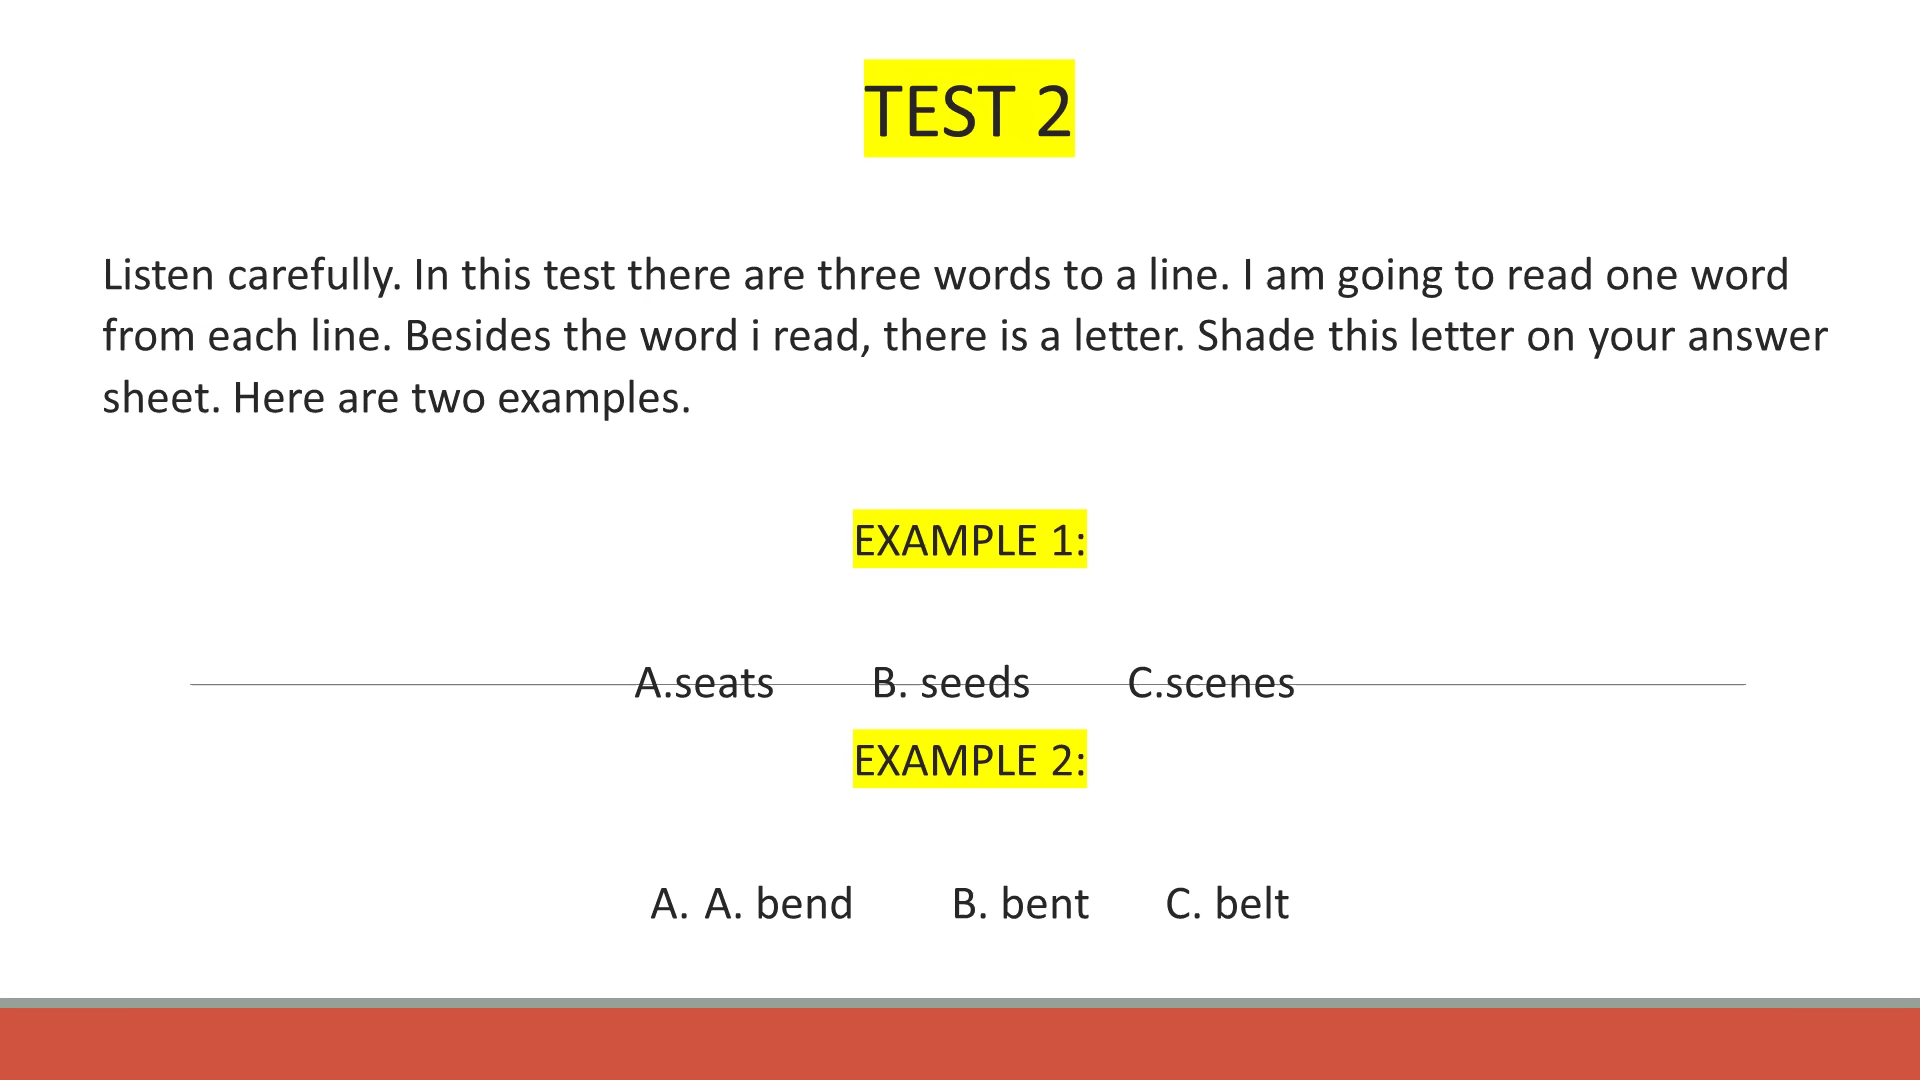 TEST 2
Listen carefully. In this test there are three words to a line. I am going to read one word
from each line. Besides the word i read, there is a letter. Shade this letter on your answer
sheet. Here are two examples.
EXAMPLE 1:
A.seats B. seeds C.scenes
EXAMPLE 2:
A. A. bend B. bent C. belt